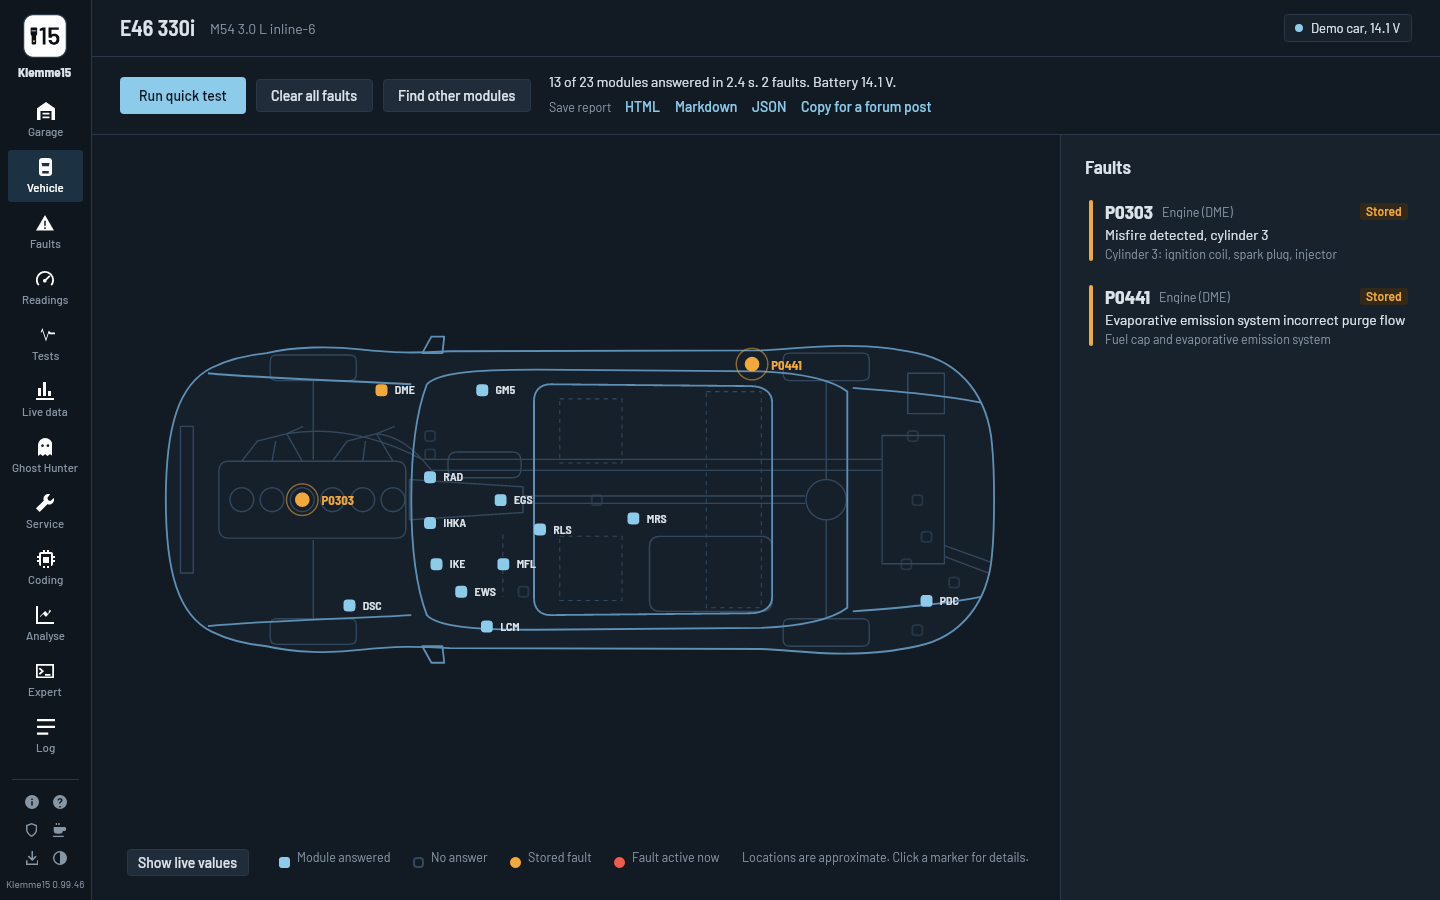 15
Klemme15
Garage
Vehicle
Faults
Readings
Tests
Live data
Ghost Hunter
Service
Coding
Analyse
Expert
Log
Klemme15 0.99.46
E46 330i M54 3.0 L inline-6
Demo car, 14.1 V
Run quick test
Clear all faults
Find other modules
13 of 23 modules answered in 2.4 s. 2 faults. Battery 14.1 V.
Save report HTML Markdown JSON Copy for a forum post
P0441
DME
GM5
RAD
P0303
EGS
IHKA
RLS
MRS
IKE
MFL
EWS
DSC
PDC
LCM
Show live values
Module answered
No answer
Stored fault
Fault active now
Locations are approximate. Click a marker for details.
Faults
P0303 Engine (DME) Stored
Misfire detected, cylinder 3
Cylinder 3: ignition coil, spark plug, injector
P0441 Engine (DME) Stored
Evaporative emission system incorrect purge flow
Fuel cap and evaporative emission system